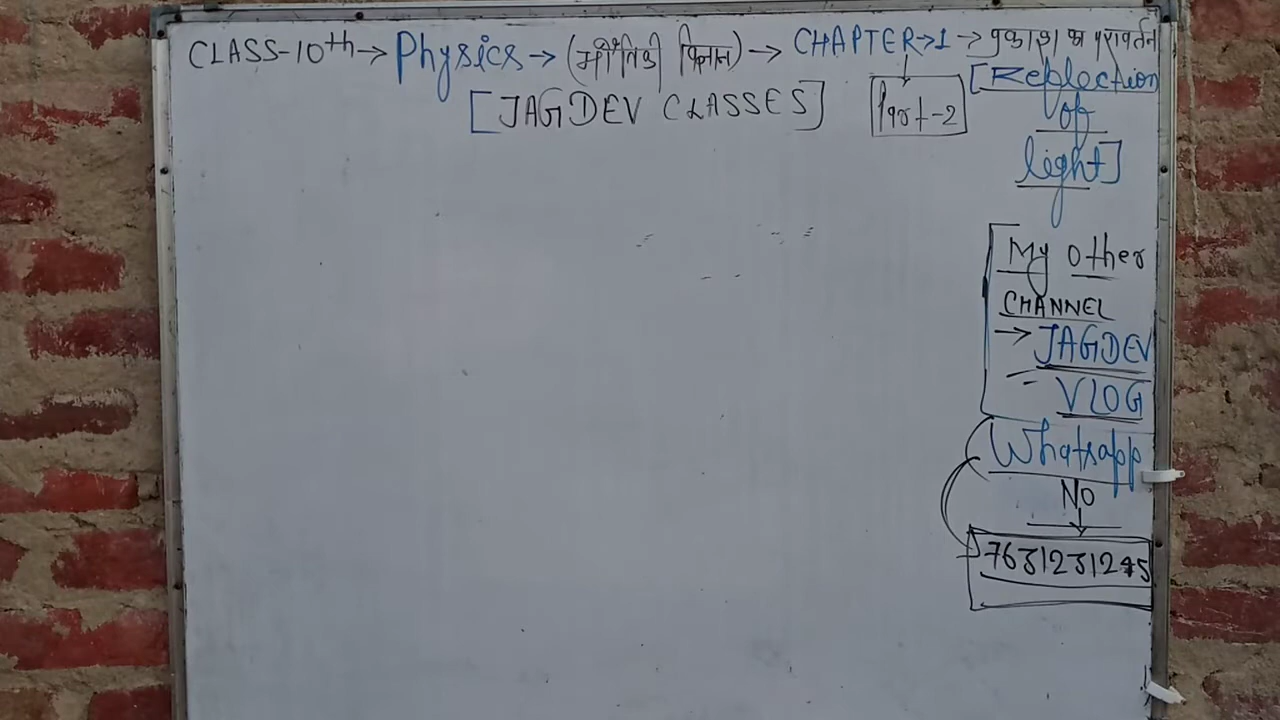 CLASS-10th → Physics → (भौतिकी विज्ञान) → CHAPTER→1 → प्रकाश का परावर्तन
[JAGDEV CLASSES]
Part-2
[Reflection
of
light]
My other
CHANNEL
→ JAGDEV
VLOG
Whatsapp
No
7631231245